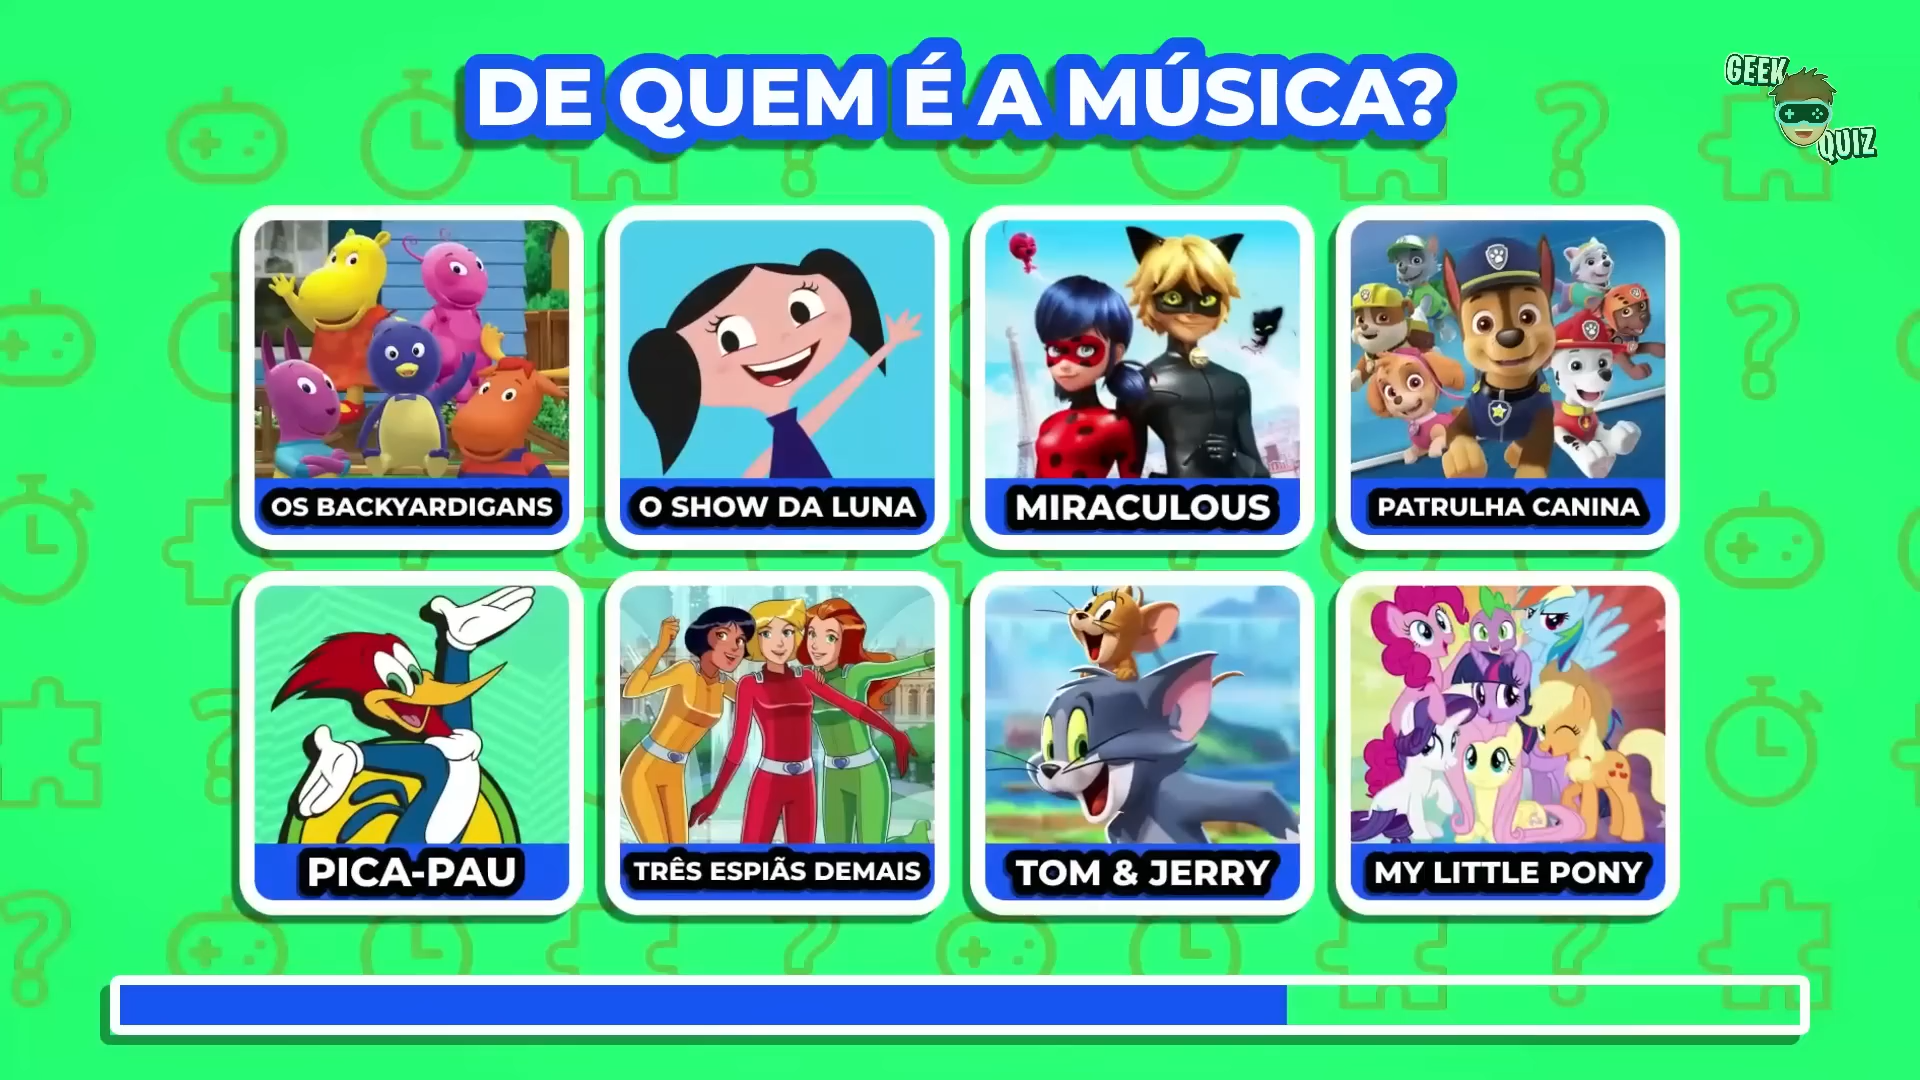 DE QUEM É A MÚSICA?
GEEK
QUIZ
OS BACKYARDIGANS
O SHOW DA LUNA
MIRACULOUS
PATRULHA CANINA
PICA-PAU
TRÊS ESPIÃS DEMAIS
TOM & JERRY
MY LITTLE PONY